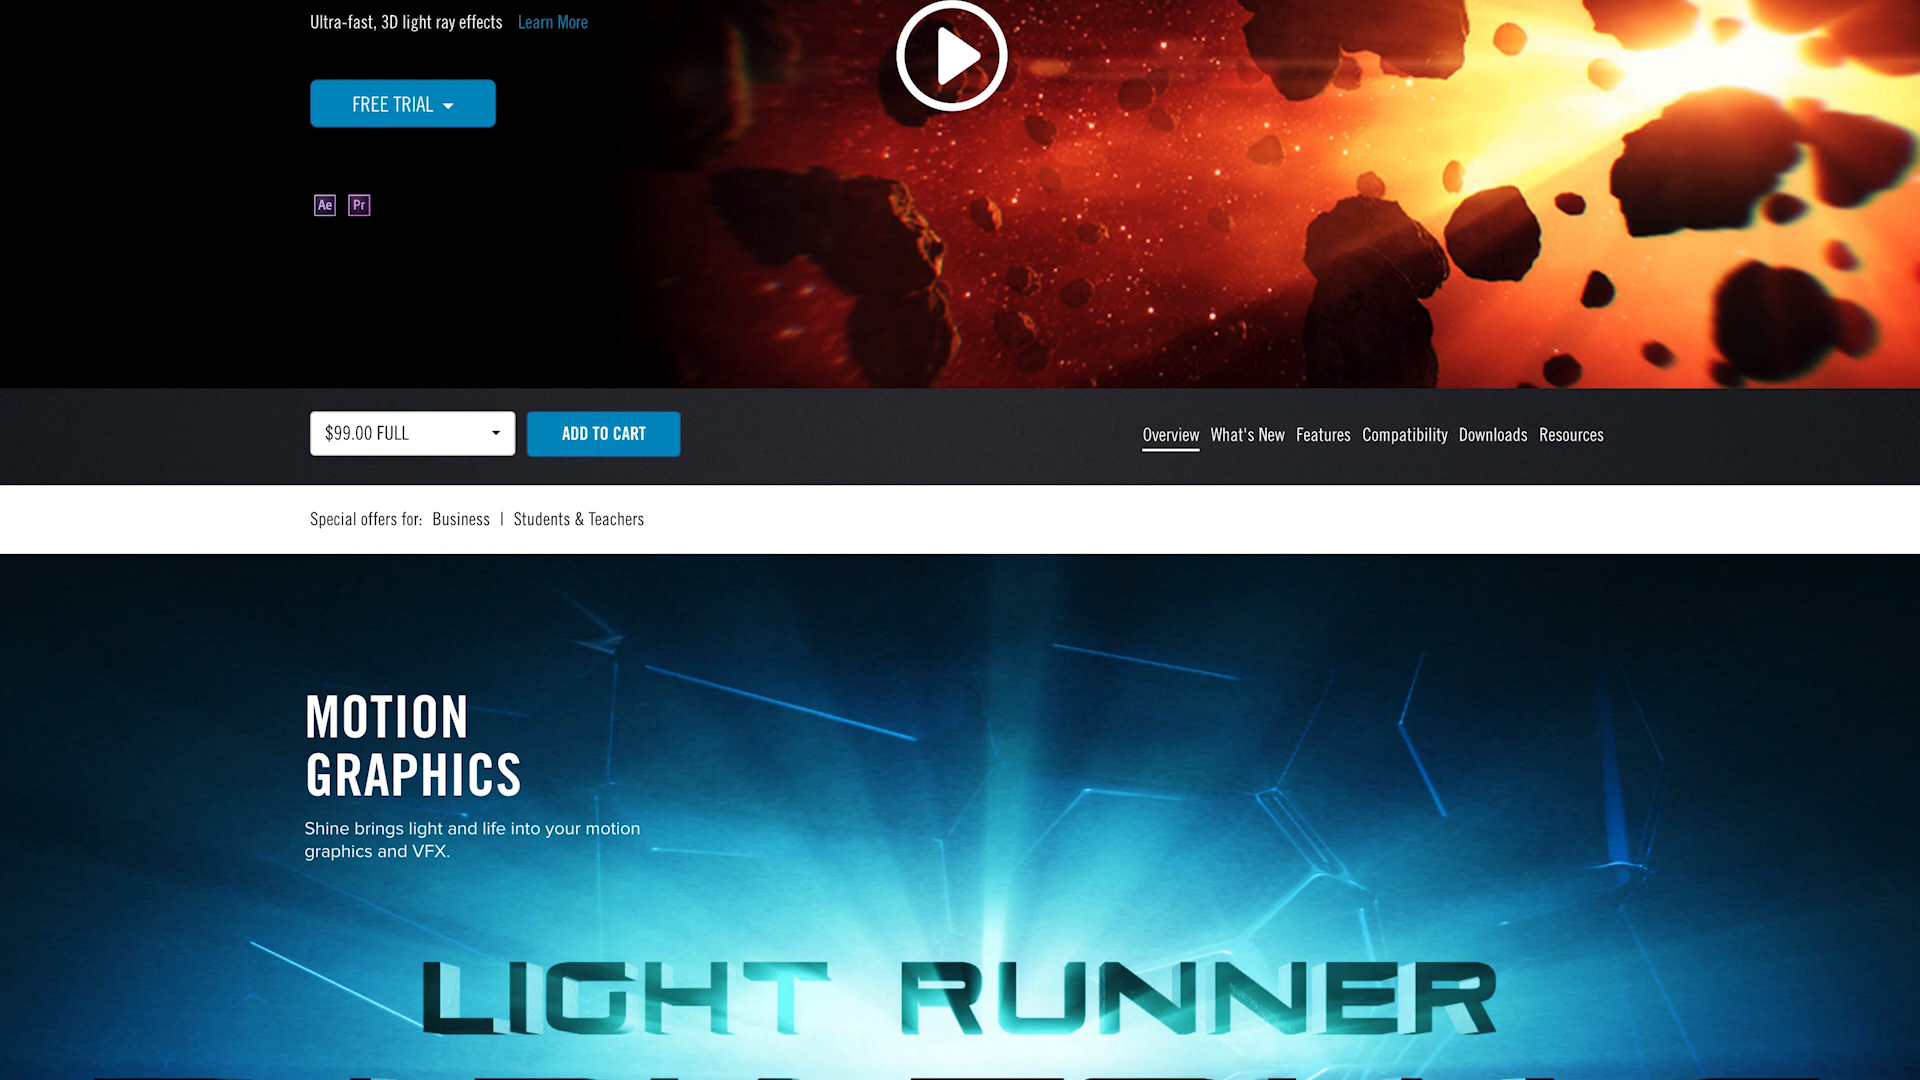 Ultra-fast, 3D light ray effects Learn More
FREE TRIAL
Ae Pr
$99.00 FULL ADD TO CART Overview What's New Features Compatibility Downloads Resources
Special offers for: Business | Students & Teachers
MOTION
GRAPHICS
Shine brings light and life into your motion
graphics and VFX.
LIGHT RUNNER